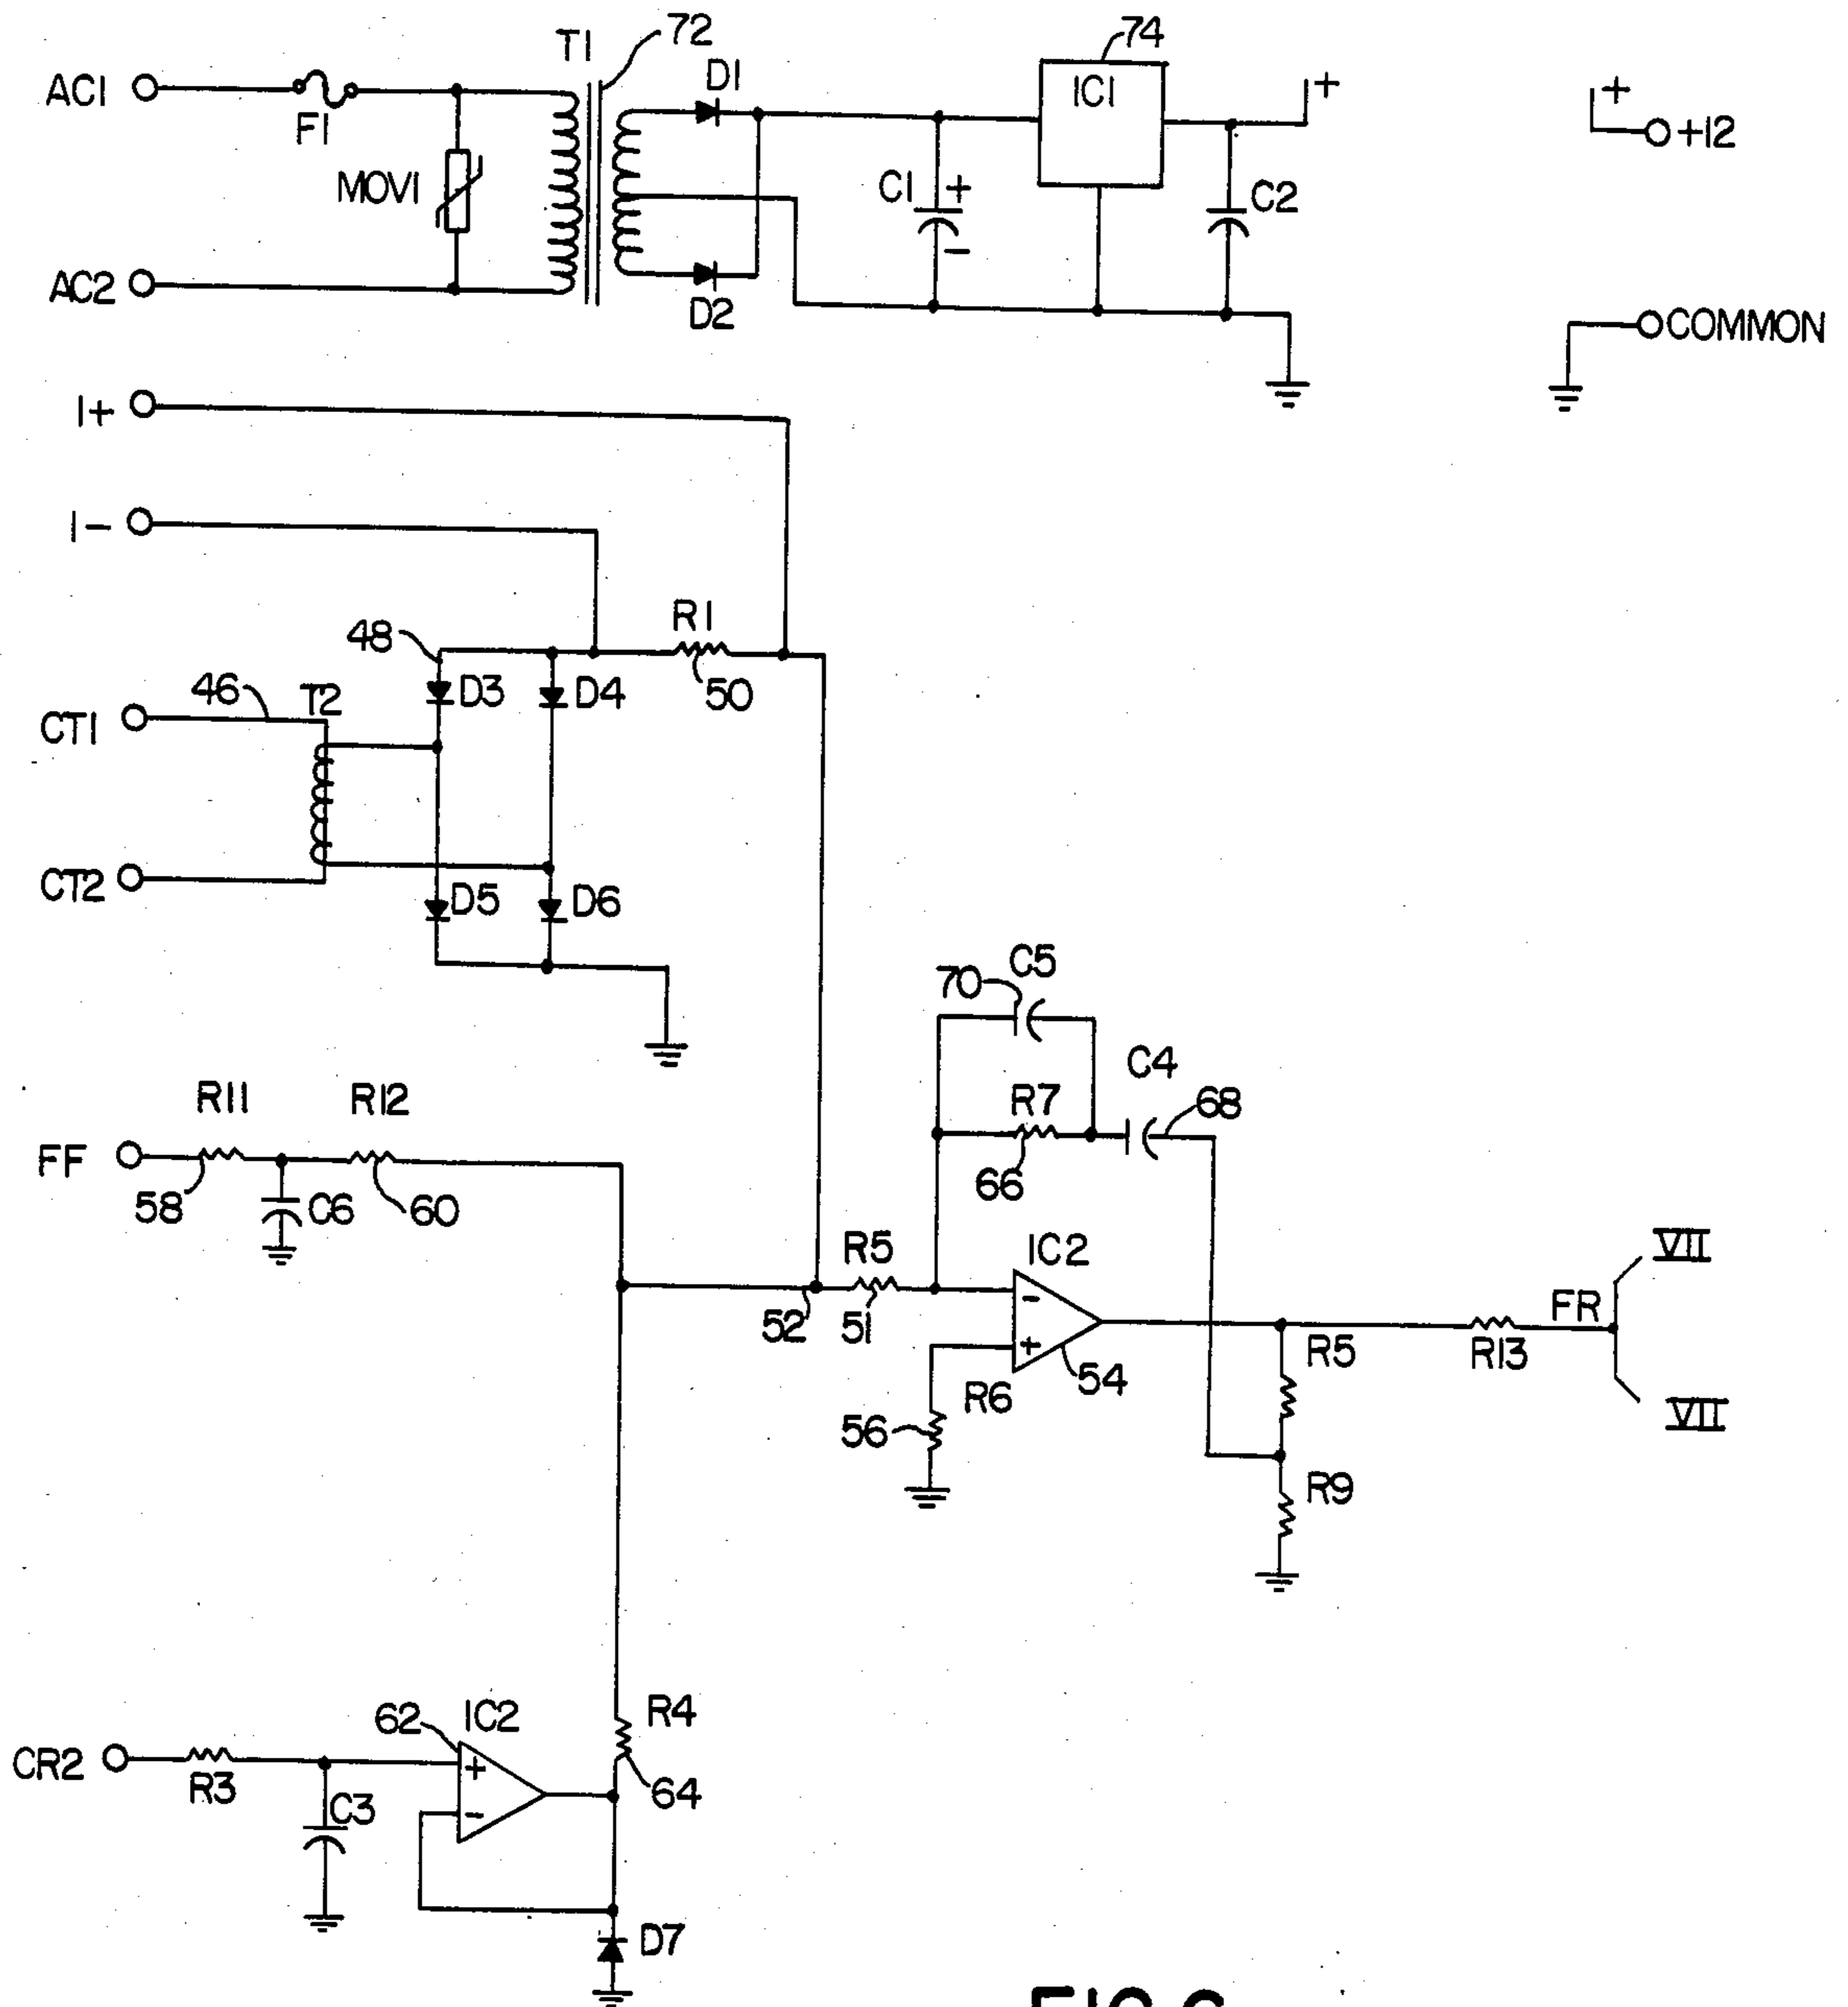 AC1
F1
MOV1
AC2
T1
72
D1
D2
C1
+
-
74
IC1
C2
+
+
+12
COMMON
I+
I-
48
R1
50
46
T2
D3
D4
CT1
CT2
D5
D6
70
C5
C4
R7
68
66
R11
R12
FF
58
C6
60
R5
IC2
52
51
-
+
54
R6
56
R5
R9
R13
FR
VII
VII
62
IC2
R4
64
CR2
R3
C3
+
-
D7